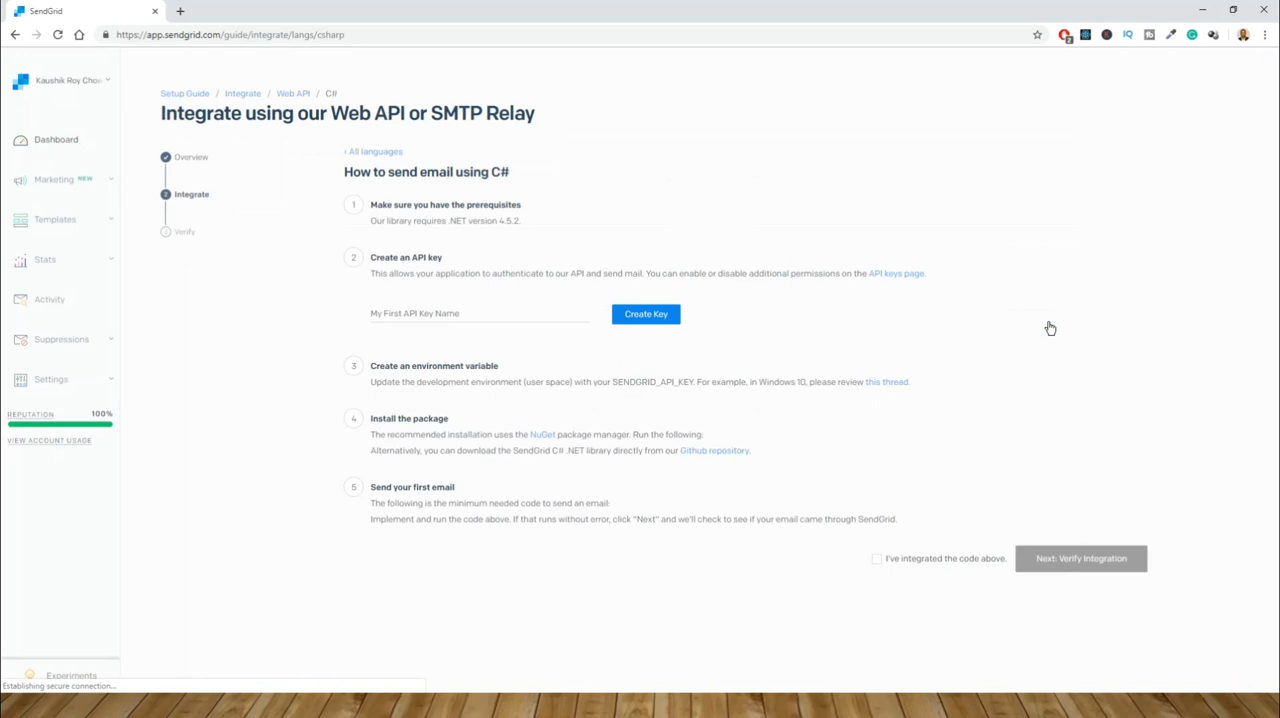 SendGrid
https://app.sendgrid.com/guide/integrate/langs/csharp
2
Kaushik Roy Chow
Dashboard
Marketing NEW
Templates
Stats
Activity
Suppressions
Settings
REPUTATION 100%
VIEW ACCOUNT USAGE
Experiments
Establishing secure connection...
Setup Guide / Integrate / Web API / C#
Integrate using our Web API or SMTP Relay
Overview
2 Integrate
3 Verify
‹ All languages
How to send email using C#
1 Make sure you have the prerequisites
Our library requires .NET version 4.5.2.
2 Create an API key
This allows your application to authenticate to our API and send mail. You can enable or disable additional permissions on the API keys page.
My First API Key Name
Create Key
3 Create an environment variable
Update the development environment (user space) with your SENDGRID_API_KEY. For example, in Windows 10, please review this thread.
4 Install the package
The recommended installation uses the NuGet package manager. Run the following:
Alternatively, you can download the SendGrid C# .NET library directly from our Github repository.
5 Send your first email
The following is the minimum needed code to send an email:
Implement and run the code above. If that runs without error, click "Next" and we'll check to see if your email came through SendGrid.
I've integrated the code above.
Next: Verify Integration